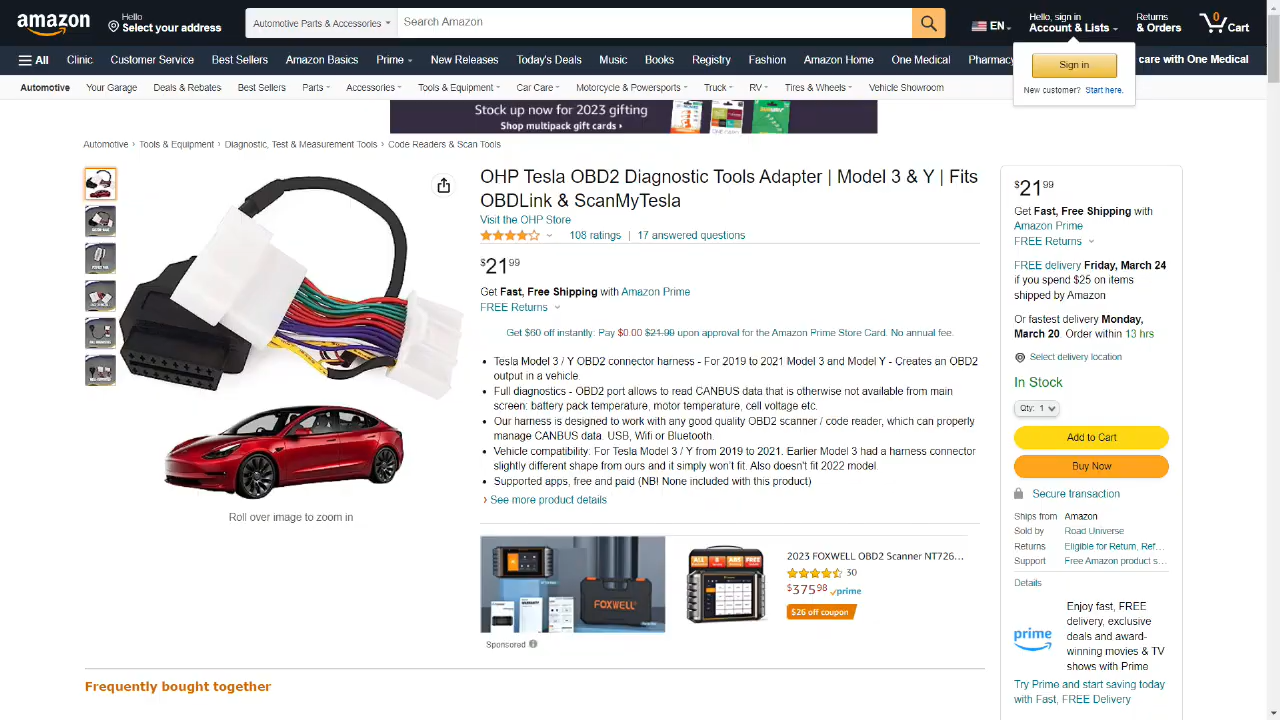 amazon
Hello
Select your address
Automotive Parts & Accessories
Search Amazon
EN
Hello, sign in
Account & Lists
Returns
& Orders
0
Cart
All
Clinic
Customer Service
Best Sellers
Amazon Basics
Prime
New Releases
Today's Deals
Music
Books
Registry
Fashion
Amazon Home
One Medical
Pharmacy
care with One Medical
Sign in
New customer? Start here.
Automotive
Your Garage
Deals & Rebates
Best Sellers
Parts
Accessories
Tools & Equipment
Car Care
Motorcycle & Powersports
Truck
RV
Tires & Wheels
Vehicle Showroom
Stock up now for 2023 gifting
Shop multipack gift cards ›
Automotive › Tools & Equipment › Diagnostic, Test & Measurement Tools › Code Readers & Scan Tools
OHP Tesla OBD2 Diagnostic Tools Adapter | Model 3 & Y | Fits
OBDLink & ScanMyTesla
Visit the OHP Store
108 ratings | 17 answered questions
$21 99
Get Fast, Free Shipping with Amazon Prime
FREE Returns
Get $60 off instantly: Pay $0.00 $21.99 upon approval for the Amazon Prime Store Card. No annual fee.
• Tesla Model 3 / Y OBD2 connector harness - For 2019 to 2021 Model 3 and Model Y - Creates an OBD2
output in a vehicle.
• Full diagnostics - OBD2 port allows to read CANBUS data that is otherwise not available from main
screen: battery pack temperature, motor temperature, cell voltage etc.
• Our harness is designed to work with any good quality OBD2 scanner / code reader, which can properly
manage CANBUS data. USB, Wifi or Bluetooth.
• Vehicle compatibility: For Tesla Model 3 / Y from 2019 to 2021. Earlier Model 3 had a harness connector
slightly different shape from ours and it simply won't fit. Also doesn't fit 2022 model.
• Supported apps, free and paid (NB! None included with this product)
› See more product details
Roll over image to zoom in
FOXWELL
2023 FOXWELL OBD2 Scanner NT726…
30
$375 98 prime
$26 off coupon
Sponsored
Frequently bought together
$21 99
Get Fast, Free Shipping with
Amazon Prime
FREE Returns
FREE delivery Friday, March 24
if you spend $25 on items
shipped by Amazon
Or fastest delivery Monday,
March 20. Order within 13 hrs
Select delivery location
In Stock
Qty: 1
Add to Cart
Buy Now
Secure transaction
Ships from Amazon
Sold by Road Universe
Returns Eligible for Return, Ref…
Support Free Amazon product s…
Details
prime
Enjoy fast, FREE
delivery, exclusive
deals and award-
winning movies & TV
shows with Prime
Try Prime and start saving today
with Fast, FREE Delivery